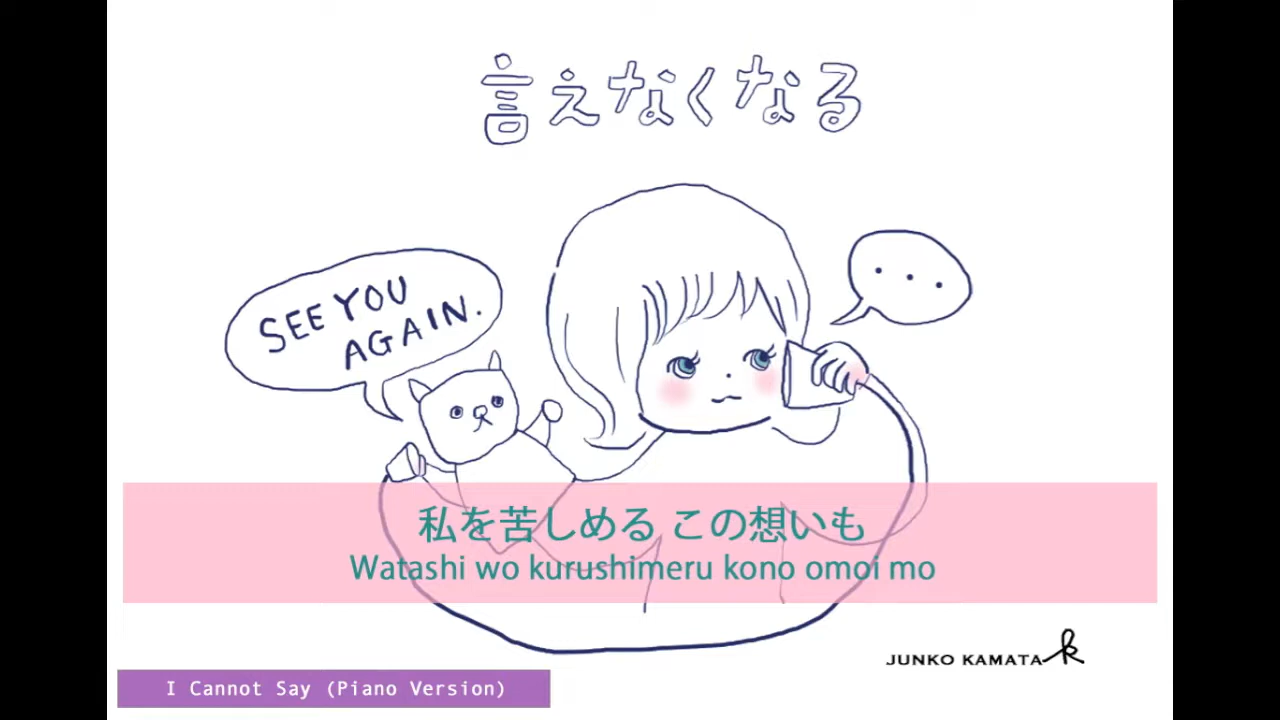 言えなくなる
SEE YOU
AGAIN.
...
私を苦しめる この想いも
Watashi wo kurushimeru kono omoi mo
JUNKO KAMATA
I Cannot Say (Piano Version)